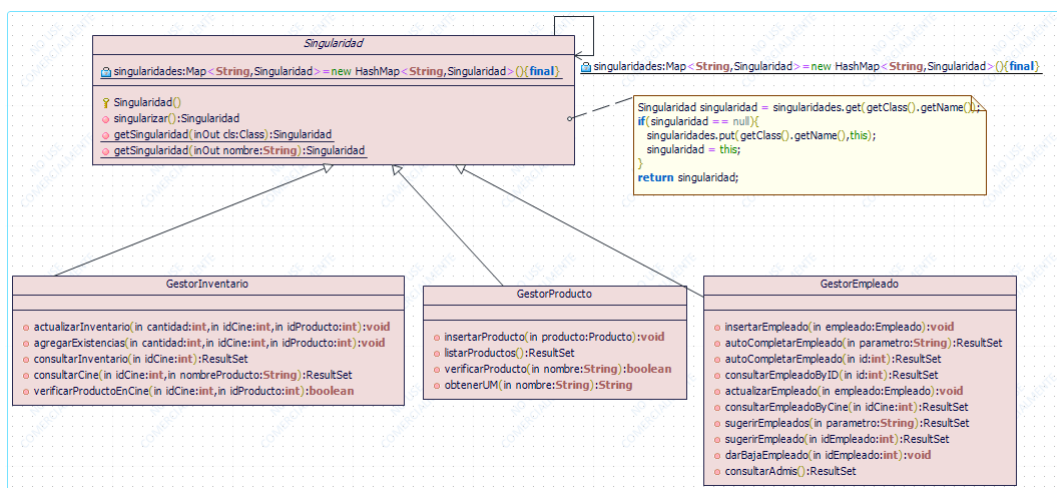 Singularidad
singularidades:Map<String,Singularidad>=new HashMap<String,Singularidad>(){final}
singularidades:Map<String,Singularidad>=new HashMap<String,Singularidad>(){final}
Singularidad()
singularizar():Singularidad
getSingularidad(inOut cls:Class):Singularidad
getSingularidad(inOut nombre:String):Singularidad
Singularidad singularidad = singularidades.get(getClass().getName());
if(singularidad == null){
singularidades.put(getClass().getName(),this);
singularidad = this;
}
return singularidad;
GestorInventario
actualizarInventario(in cantidad:int,in idCine:int,in idProducto:int):void
agregarExistencias(in cantidad:int,in idCine:int,in idProducto:int):void
consultarInventario(in idCine:int):ResultSet
consultarCine(in idCine:int,in nombreProducto:String):ResultSet
verificarProductoEnCine(in idCine:int,in idProducto:int):boolean
GestorProducto
insertarProducto(in producto:Producto):void
listarProductos():ResultSet
verificarProducto(in nombre:String):boolean
obtenerUM(in nombre:String):String
GestorEmpleado
insertarEmpleado(in empleado:Empleado):void
autoCompletarEmpleado(in parametro:String):ResultSet
autoCompletarEmpleado(in id:int):ResultSet
consultarEmpleadoByID(in id:int):ResultSet
actualizarEmpleado(in empleado:Empleado):void
consultarEmpleadoByCine(in idCine:int):ResultSet
sugerirEmpleados(in parametro:String):ResultSet
sugerirEmpleado(in idEmpleado:int):ResultSet
darBajaEmpleado(in idEmpleado:int):void
consultarAdmis():ResultSet